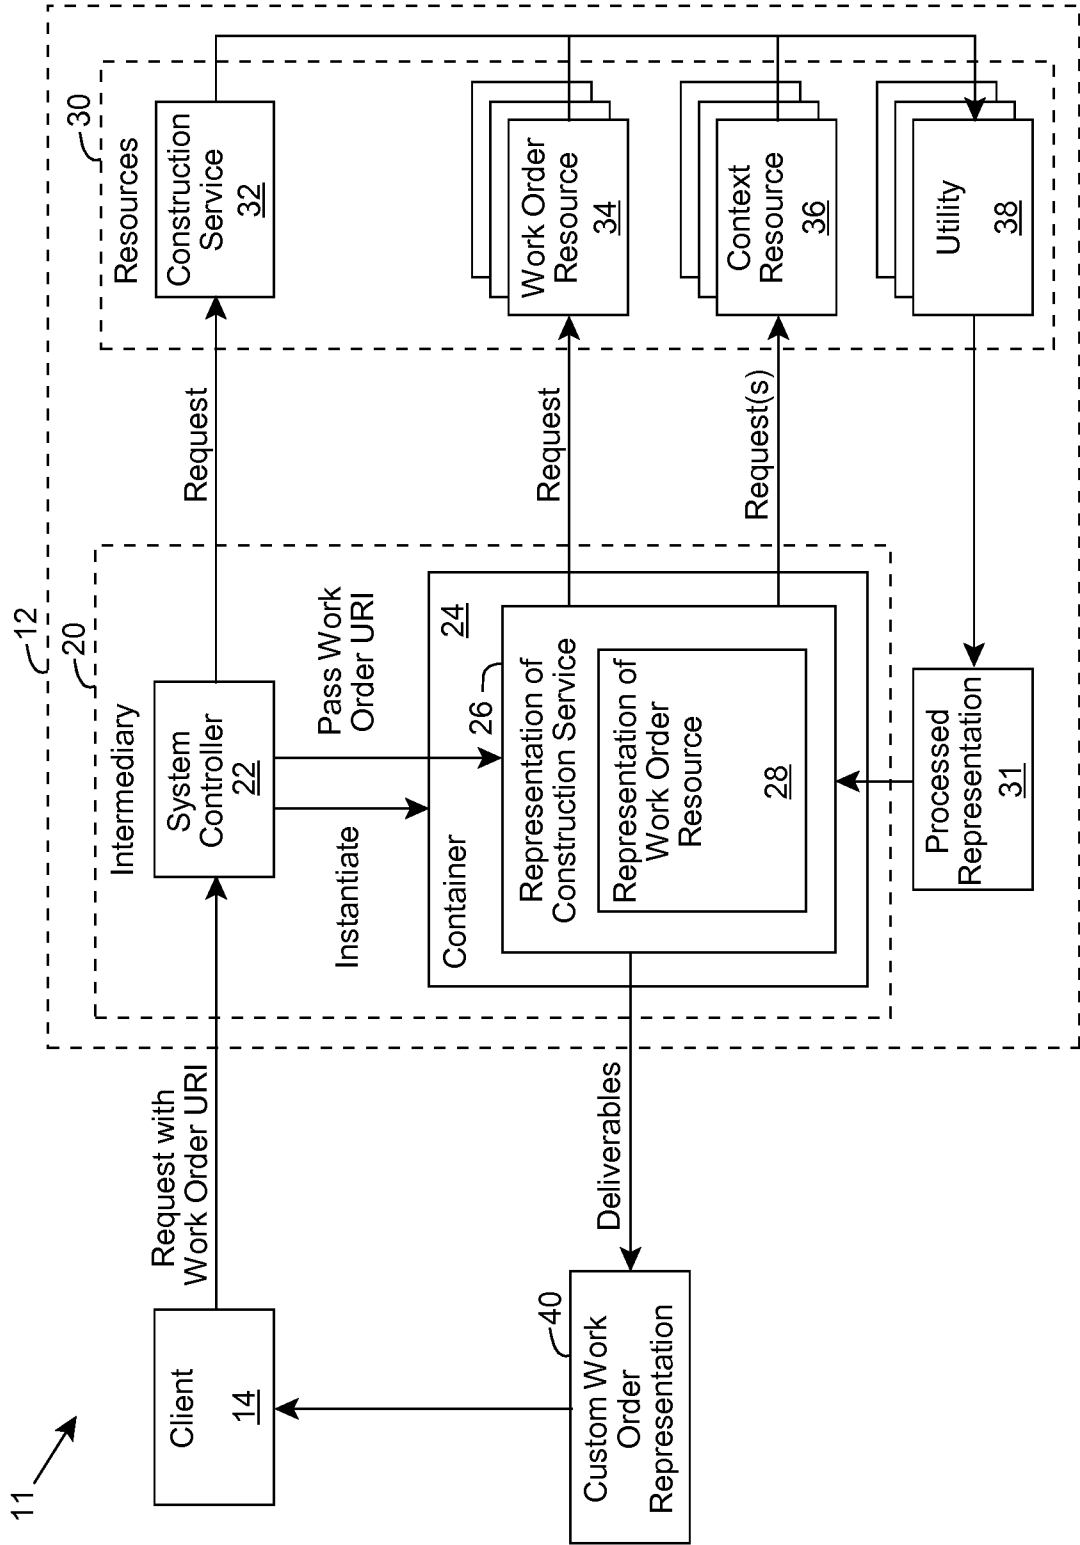 11
12
20
30
Client
14
Request with
Work Order URI
Intermediary
System
Controller
22
Request
Resources
Construction
Service
32
Instantiate
Pass Work
Order URI
Container
24
26
Representation of
Construction Service
Representation of
Work Order
Resource
28
Request
Work Order
Resource
34
Request(s)
Context
Resource
36
Utility
38
Processed
Representation
31
Deliverables
40
Custom Work
Order
Representation